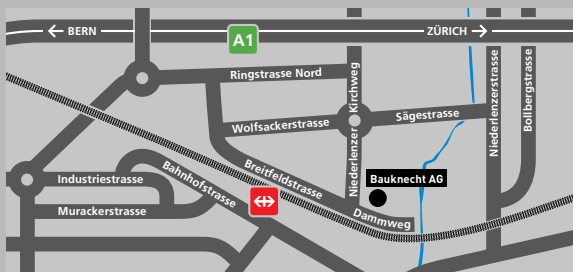 BERN
A1
ZÜRICH
Ringstrasse Nord
Niederlenzer Kirchweg
Niederlenzerstrasse
Bollbergstrasse
Wolfsackerstrasse
Sägestrasse
Breitfeldstrasse
Bauknecht AG
Industriestrasse
Bahnhofstrasse
Murackerstrasse
Dammweg